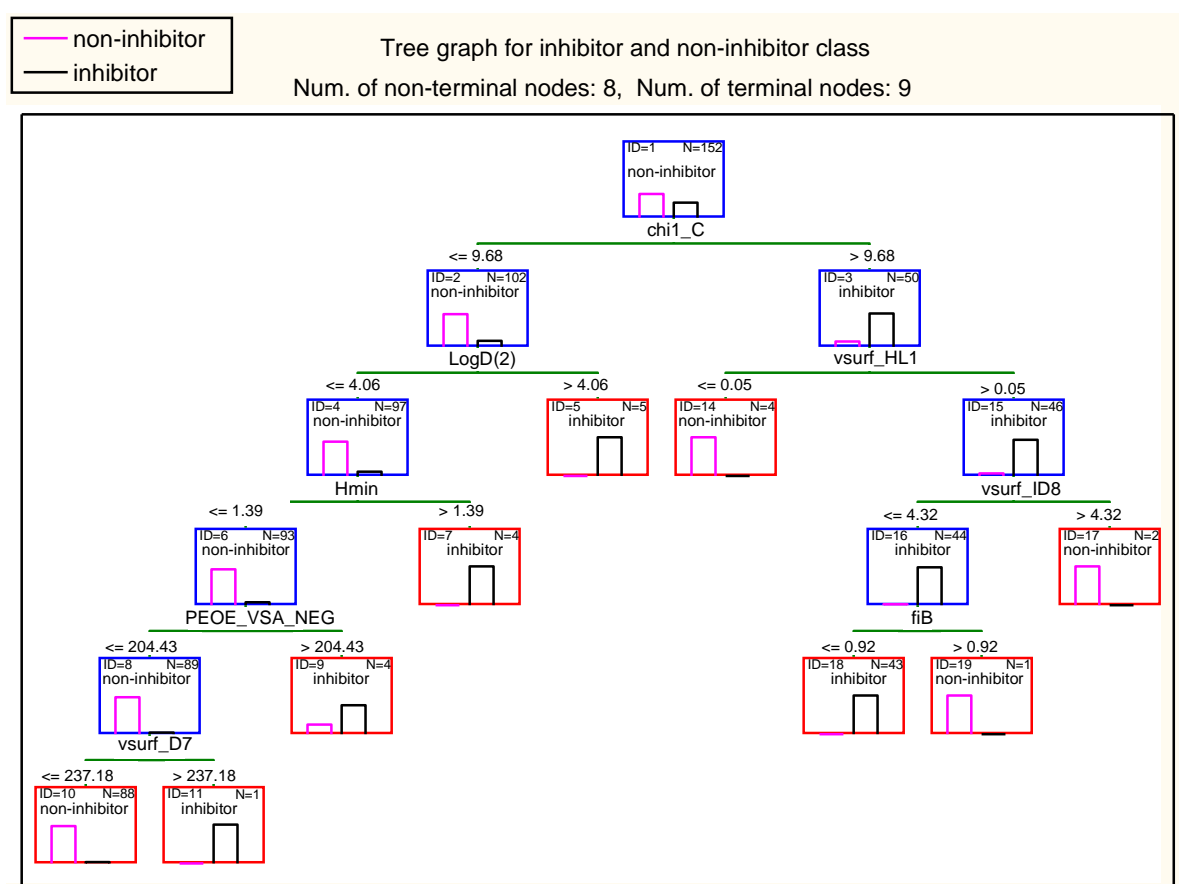 non-inhibitor
inhibitor
Tree graph for inhibitor and non-inhibitor class
Num. of non-terminal nodes: 8,  Num. of terminal nodes: 9
ID=1 N=152
non-inhibitor
chi1_C
<= 9.68 > 9.68
ID=2 N=102 ID=3 N=50
non-inhibitor inhibitor
LogD(2) vsurf_HL1
<= 4.06 > 4.06 <= 0.05 > 0.05
ID=4 N=97 ID=5 N=5 ID=14 N=4 ID=15 N=46
non-inhibitor inhibitor non-inhibitor inhibitor
Hmin vsurf_ID8
<= 1.39 > 1.39 <= 4.32 > 4.32
ID=6 N=93 ID=7 N=4 ID=16 N=44 ID=17 N=2
non-inhibitor inhibitor inhibitor non-inhibitor
PEOE_VSA_NEG fiB
<= 204.43 > 204.43 <= 0.92 > 0.92
ID=8 N=89 ID=9 N=4 ID=18 N=43 ID=19 N=1
non-inhibitor inhibitor inhibitor non-inhibitor
vsurf_D7
<= 237.18 > 237.18
ID=10 N=88 ID=11 N=1
non-inhibitor inhibitor